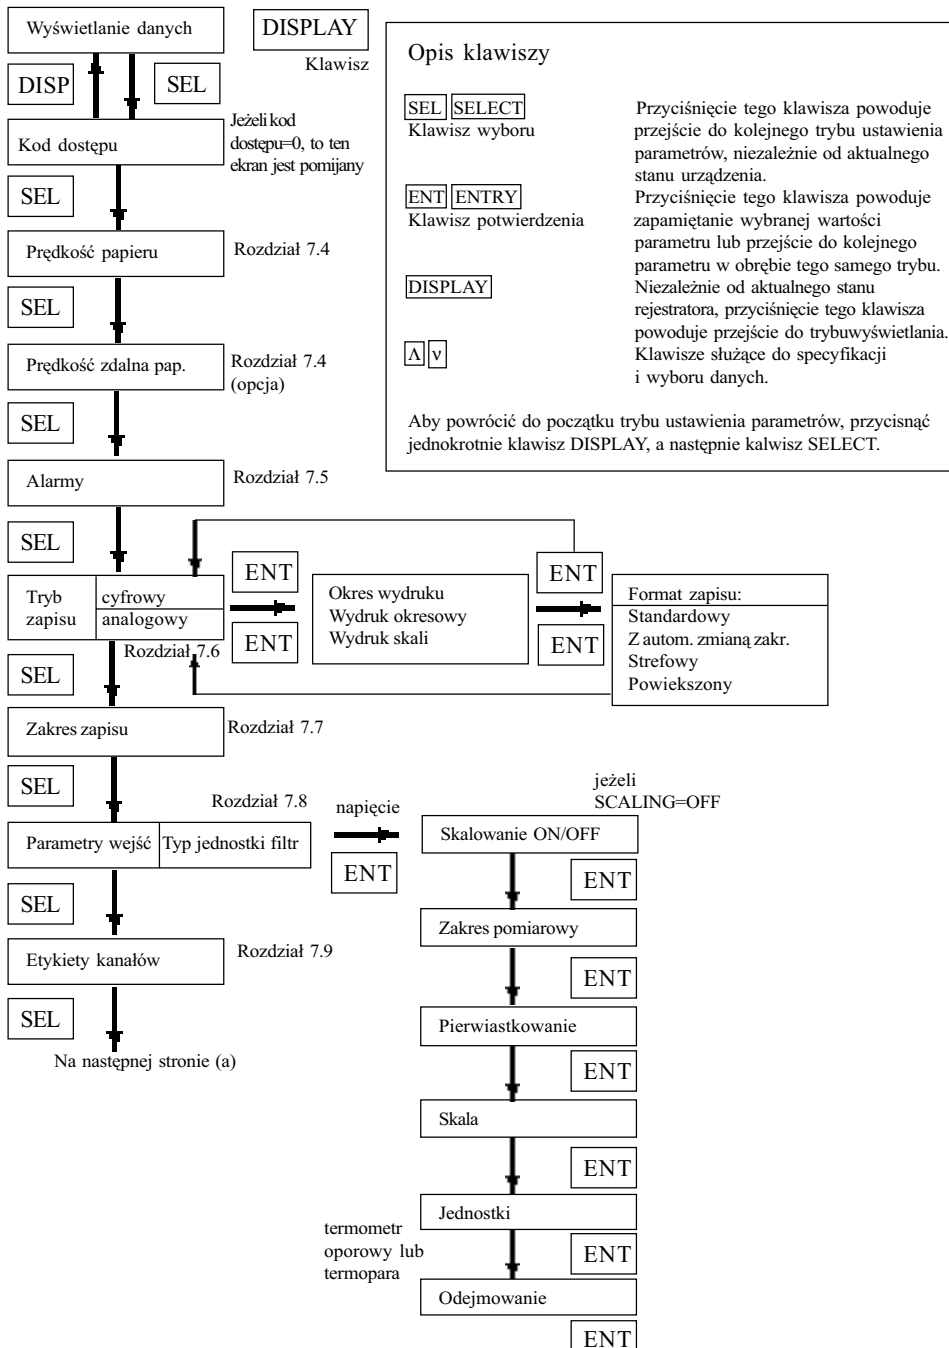 Wyświetlanie danych
DISPLAY
Klawisz
DISP
SEL
Kod dostępu
Jeżeli kod
dostępu=0, to ten
ekran jest pomijany
SEL
Prędkość papieru
Rozdział 7.4
SEL
Prędkość zdalna pap.
Rozdział 7.4
(opcja)
SEL
Alarmy
Rozdział 7.5
SEL
Opis klawiszy
SEL SELECT
Klawisz wyboru
Przyciśnięcie tego klawisza powoduje
przejście do kolejnego trybu ustawienia
parametrów, niezależnie od aktualnego
stanu urządzenia.
ENT ENTRY
Klawisz potwierdzenia
Przyciśnięcie tego klawisza powoduje
zapamiętanie wybranej wartości
parametru lub przejście do kolejnego
parametru w obrębie tego samego trybu.
DISPLAY
Niezależnie od aktualnego stanu
rejestratora, przyciśnięcie tego klawisza
powoduje przejście do trybuwyświetlania.
Λ ν
Klawisze służące do specyfikacji
i wyboru danych.
Aby powrócić do początku trybu ustawienia parametrów, przycisnąć
jednokrotnie klawisz DISPLAY, a następnie kalwisz SELECT.
Tryb
zapisu
cyfrowy
analogowy
Rozdział 7.6
ENT
ENT
Okres wydruku
Wydruk okresowy
Wydruk skali
ENT
ENT
Format zapisu:
Standardowy
Z autom. zmianą zakr.
Strefowy
Powiekszony
SEL
Zakres zapisu
Rozdział 7.7
SEL
Rozdział 7.8
Parametry wejść
Typ jednostki filtr
napięcie
ENT
jeżeli
SCALING=OFF
Skalowanie ON/OFF
ENT
SEL
Etykiety kanałów
Rozdział 7.9
SEL
Na następnej stronie (a)
Zakres pomiarowy
ENT
Pierwiastkowanie
ENT
Skala
ENT
Jednostki
termometr
oporowy lub
termopara
ENT
Odejmowanie
ENT